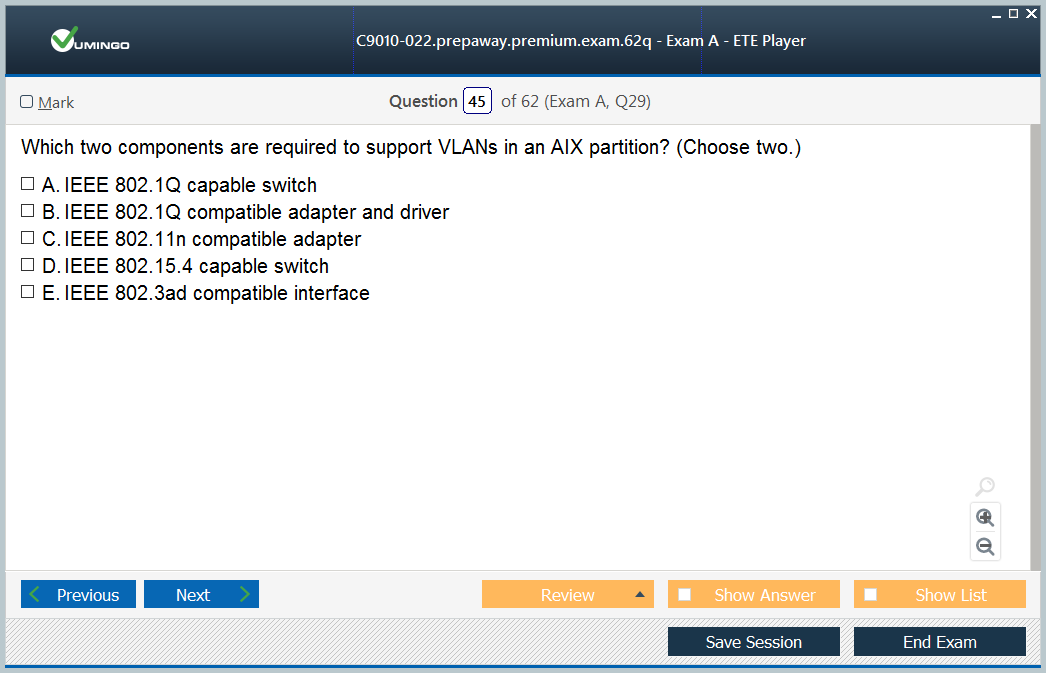 VUMINGO
C9010-022.prepaway.premium.exam.62q - Exam A - ETE Player
Mark
Question 45 of 62 (Exam A, Q29)
Which two components are required to support VLANs in an AIX partition? (Choose two.)
A. IEEE 802.1Q capable switch
B. IEEE 802.1Q compatible adapter and driver
C. IEEE 802.11n compatible adapter
D. IEEE 802.15.4 capable switch
E. IEEE 802.3ad compatible interface
Previous Next Review Show Answer Show List
Save Session End Exam